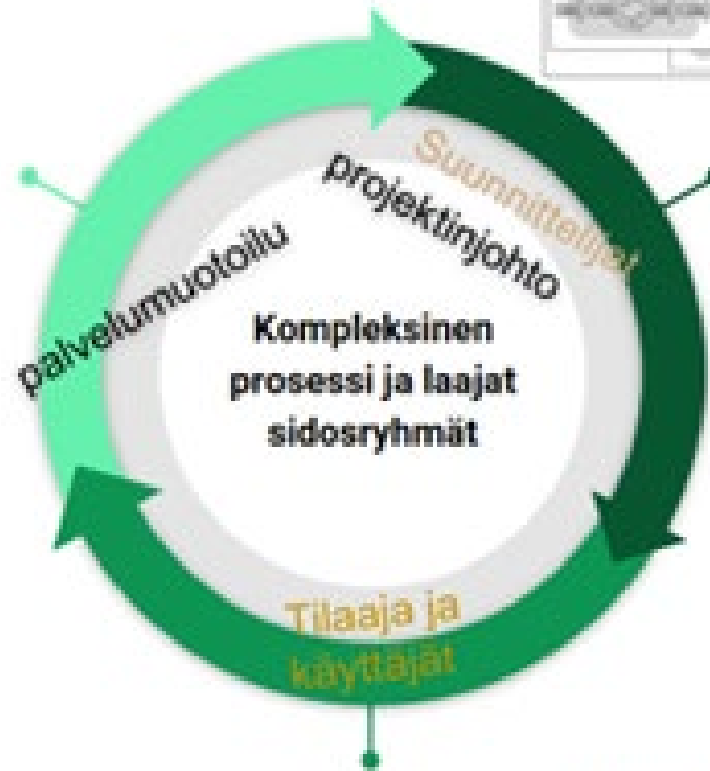 Suunnittelijat
projektinjohto
palvelumuotoilu
Kompleksinen
prosessi ja laajat
sidosryhmät
Tilaaja ja
käyttäjät